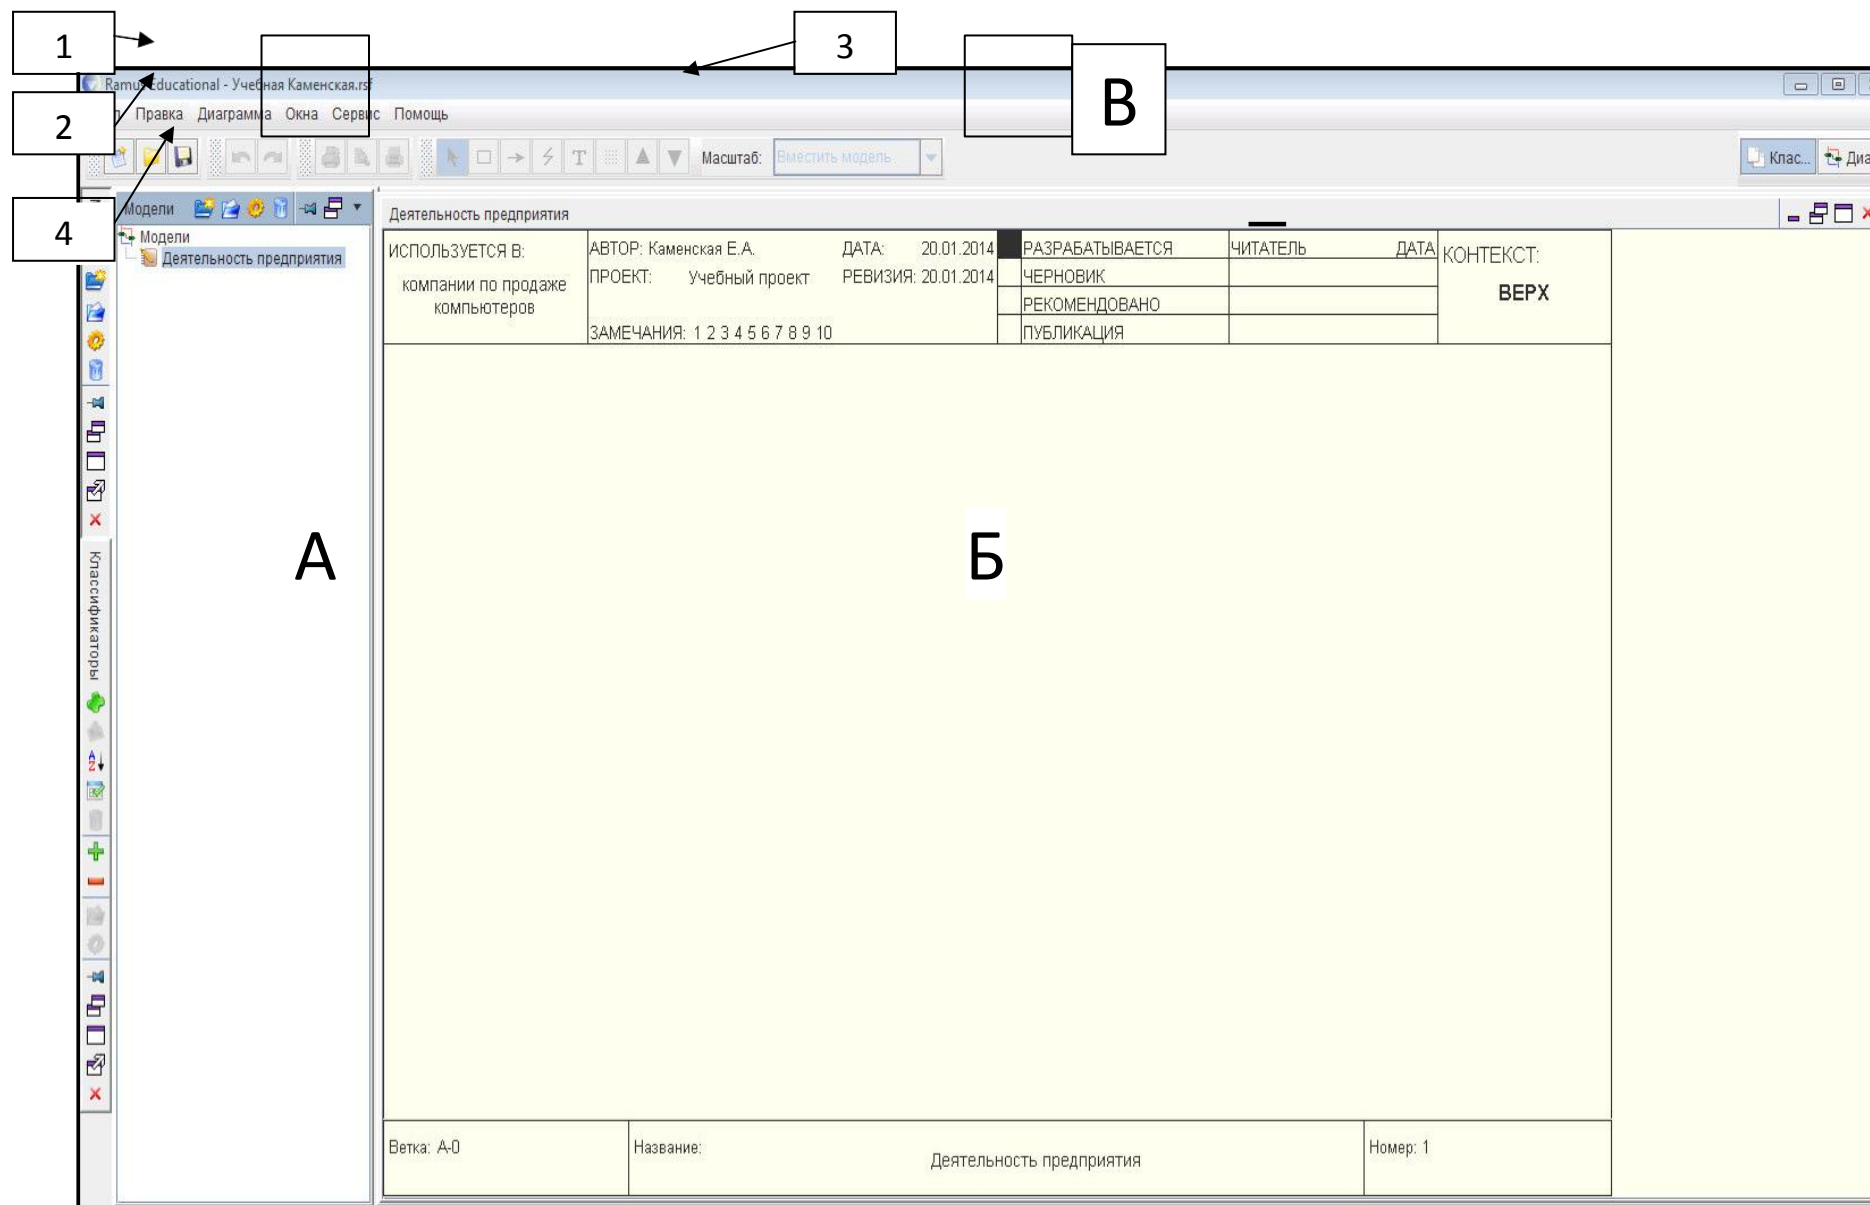 1
3
В
Ramus Educational - Учебная Каменская.rsf
2
Правка Диаграмма Окна Сервис Помощь
Масштаб: Вместить модель
Клас... Диа
4
Модели
Деятельность предприятия
Модели
Деятельность предприятия
ИСПОЛЬЗУЕТСЯ В:
компании по продаже
компьютеров
АВТОР: Каменская Е.А. ДАТА: 20.01.2014
ПРОЕКТ: Учебный проект РЕВИЗИЯ: 20.01.2014
ЗАМЕЧАНИЯ: 1 2 3 4 5 6 7 8 9 10
РАЗРАБАТЫВАЕТСЯ
ЧЕРНОВИК
РЕКОМЕНДОВАНО
ПУБЛИКАЦИЯ
ЧИТАТЕЛЬ ДАТА
КОНТЕКСТ:
ВЕРХ
А
Б
Классификаторы
Ветка: А-0
Название:
Деятельность предприятия
Номер: 1